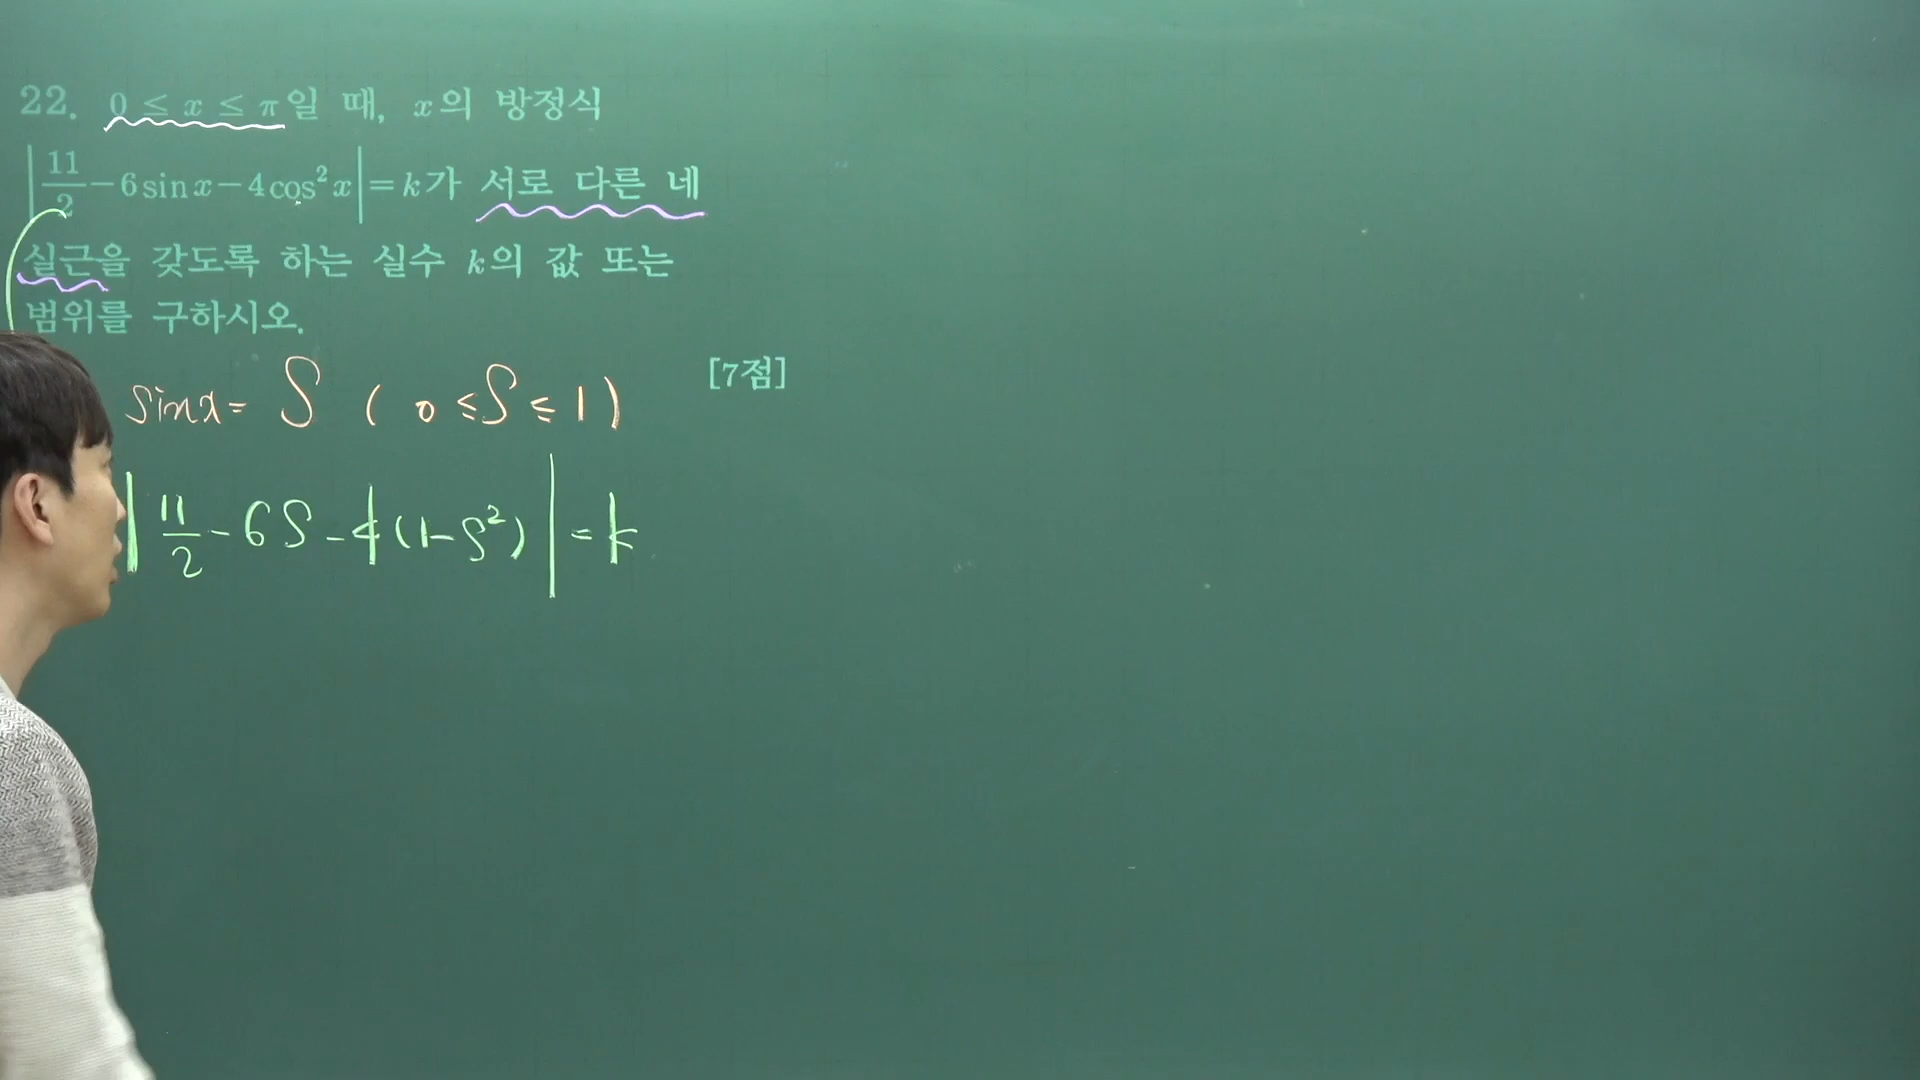 22. 0 ≤ x ≤ π일 때, x의 방정식
|11/2 − 6 sin x − 4 cos² x| = k가 서로 다른 네
실근을 갖도록 하는 실수 k의 값 또는
범위를 구하시오.
[7점]
sinx = S ( 0 ≤ S ≤ 1 )
| 11/2 − 6S − 4(1−S²) | = k